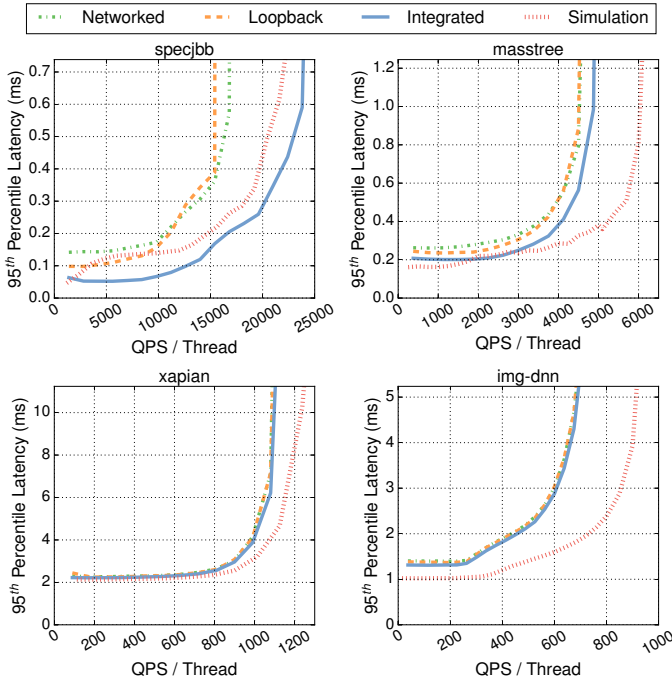 Networked Loopback Integrated Simulation
specjbb
95th Percentile Latency (ms)
0.7
0.6
0.5
0.4
0.3
0.2
0.1
0.0
5000 10000 15000 20000 25000
QPS / Thread
masstree
95th Percentile Latency (ms)
1.2
1.0
0.8
0.6
0.4
0.2
0.0
0 1000 2000 3000 4000 5000 6000
QPS / Thread
xapian
95th Percentile Latency (ms)
10
8
6
4
2
0
0 200 400 600 800 1000 1200
QPS / Thread
img-dnn
95th Percentile Latency (ms)
5
4
3
2
1
0
0 200 400 600 800 1000
QPS / Thread